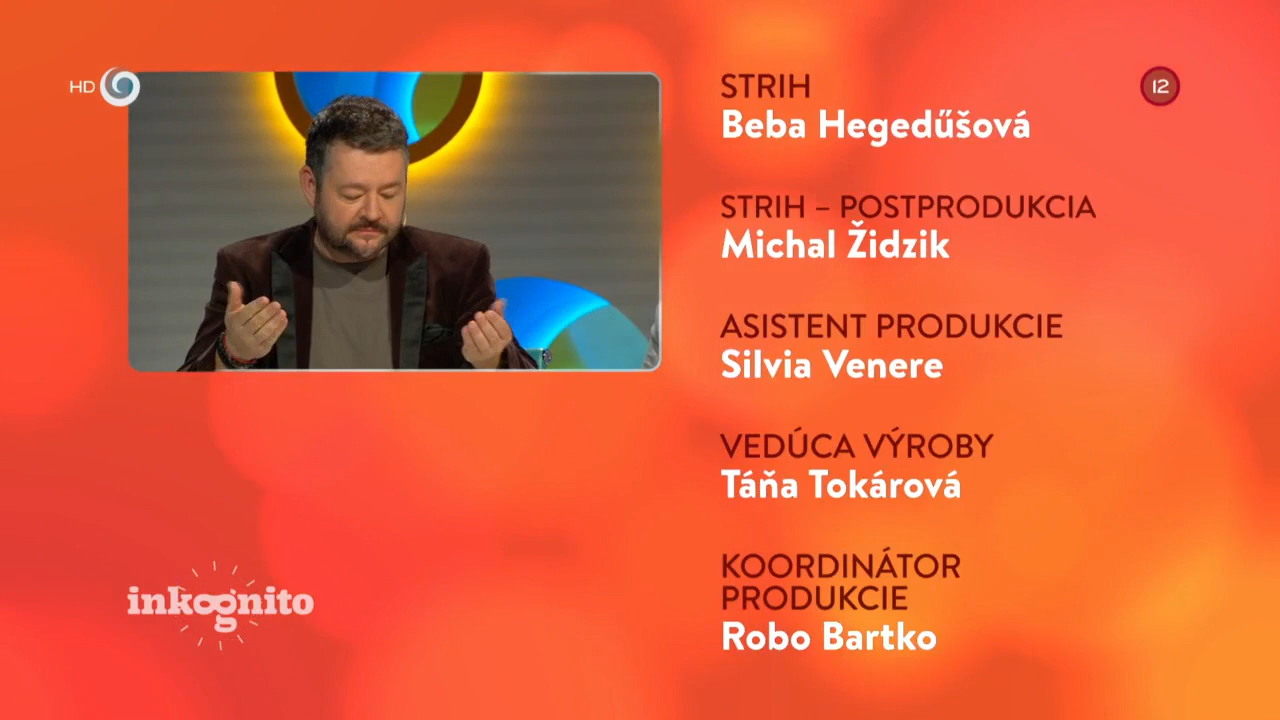 HD
STRIH
12
Beba Hegedűšová
STRIH – POSTPRODUKCIA
Michal Židzik
ASISTENT PRODUKCIE
Silvia Venere
VEDÚCA VÝROBY
Táňa Tokárová
KOORDINÁTOR
PRODUKCIE
Robo Bartko
inkognito